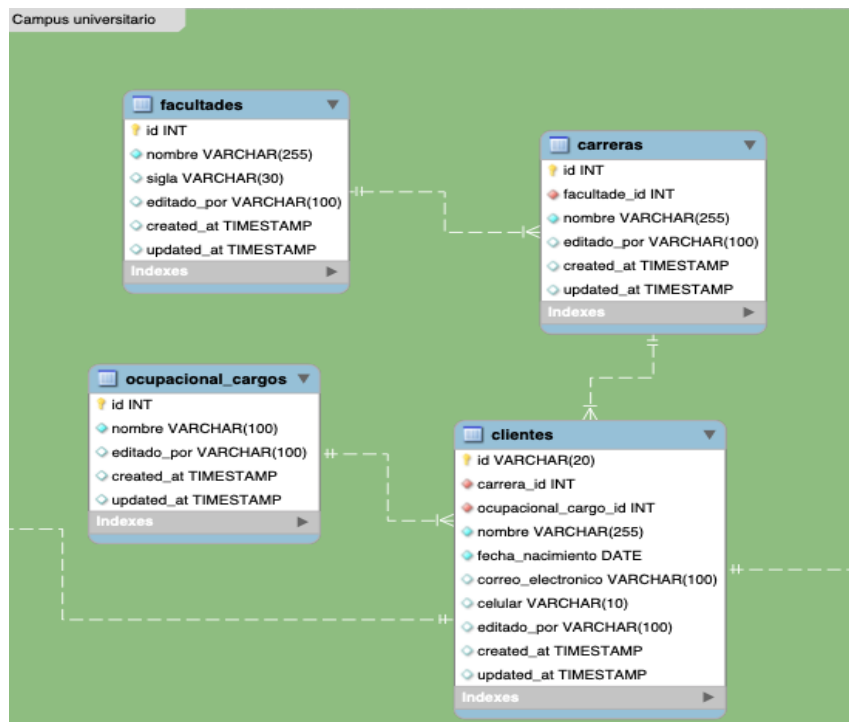 Campus universitario
facultades
id INT
nombre VARCHAR(255)
sigla VARCHAR(30)
editado_por VARCHAR(100)
created_at TIMESTAMP
updated_at TIMESTAMP
Indexes
carreras
id INT
facultade_id INT
nombre VARCHAR(255)
editado_por VARCHAR(100)
created_at TIMESTAMP
updated_at TIMESTAMP
Indexes
ocupacional_cargos
id INT
nombre VARCHAR(100)
editado_por VARCHAR(100)
created_at TIMESTAMP
updated_at TIMESTAMP
Indexes
clientes
id VARCHAR(20)
carrera_id INT
ocupacional_cargo_id INT
nombre VARCHAR(255)
fecha_nacimiento DATE
correo_electronico VARCHAR(100)
celular VARCHAR(10)
editado_por VARCHAR(100)
created_at TIMESTAMP
updated_at TIMESTAMP
Indexes